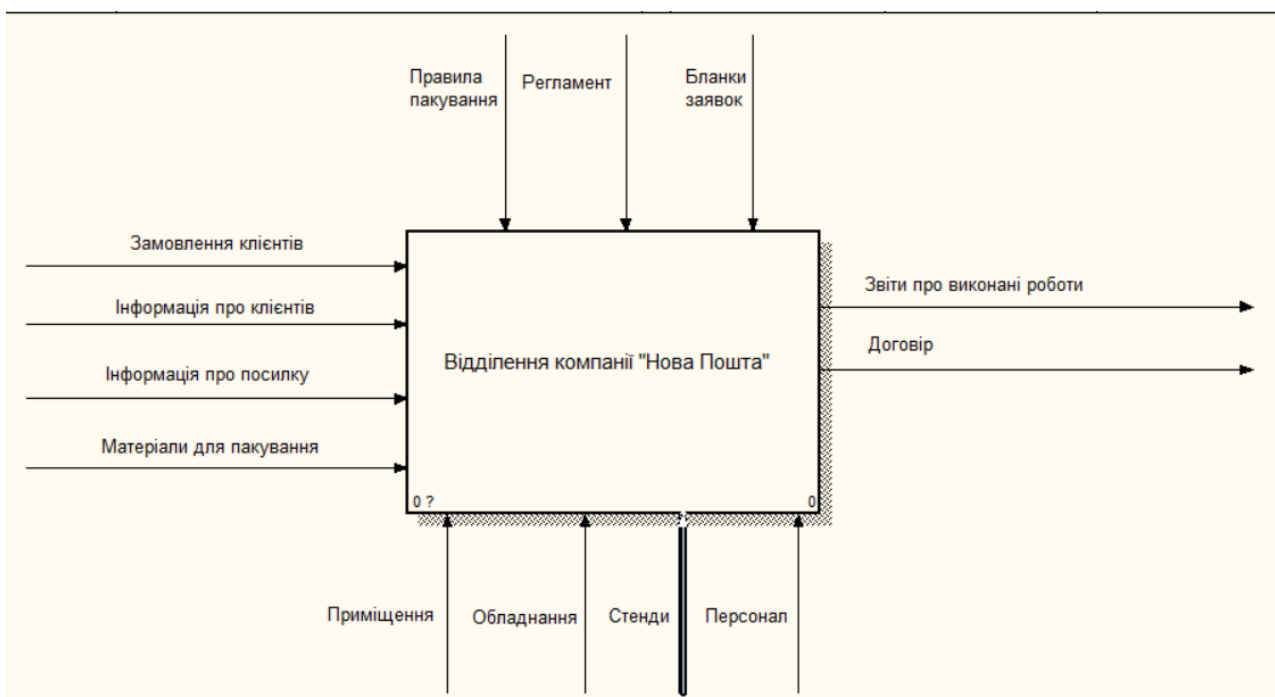 Правила
пакування
Регламент
Бланки
заявок
Замовлення клієнтів
Інформація про клієнтів
Інформація про посилку
Матеріали для пакування
Відділення компанії "Нова Пошта"
0 ?
0
Звіти про виконані роботи
Договір
Приміщення
Обладнання
Стенди
Персонал